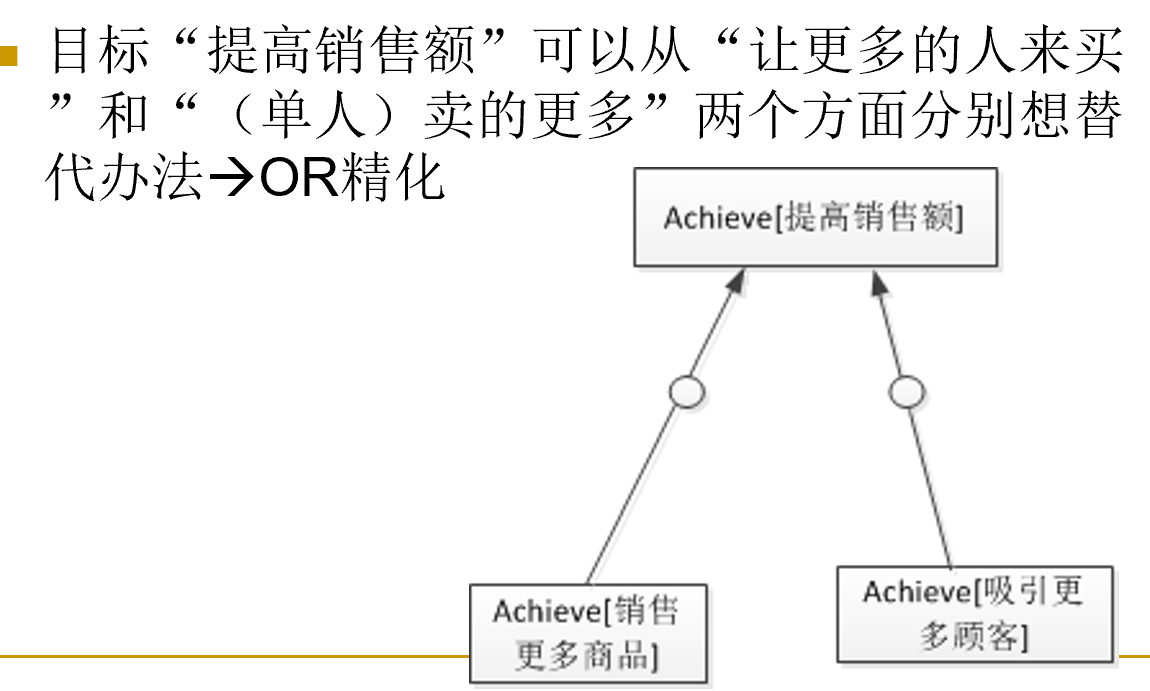 目标“提高销售额”可以从“让更多的人来买
”和“（单人）卖的更多”两个方面分别想替
代办法→OR精化
Achieve[提高销售额]
Achieve[销售
更多商品]
Achieve[吸引更
多顾客]